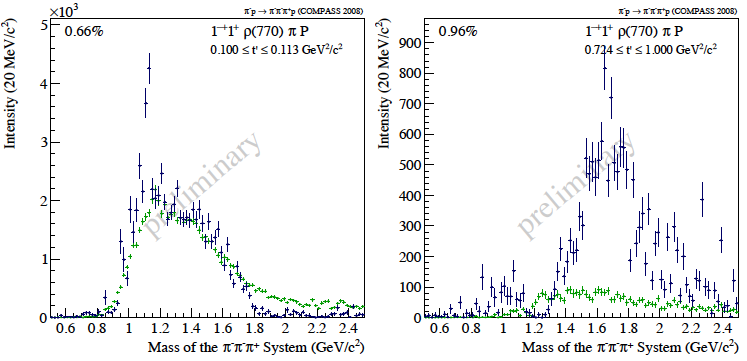 π⁻p → π⁻π⁻π⁺p (COMPASS 2008)
0.66%
1⁻⁺1⁺ ρ(770) π P
0.100 ≤ t' ≤ 0.113 GeV²/c²
×10³
Intensity (20 MeV/c²)
5
4
3
2
1
0
preliminary
0.6 0.8 1 1.2 1.4 1.6 1.8 2 2.2 2.4
Mass of the π⁻π⁻π⁺ System (GeV/c²)
π⁻p → π⁻π⁻π⁺p (COMPASS 2008)
0.96%
1⁻⁺1⁺ ρ(770) π P
0.724 ≤ t' ≤ 1.000 GeV²/c²
Intensity (20 MeV/c²)
900
800
700
600
500
400
300
200
100
0
preliminary
0.6 0.8 1 1.2 1.4 1.6 1.8 2 2.2 2.4
Mass of the π⁻π⁻π⁺ System (GeV/c²)